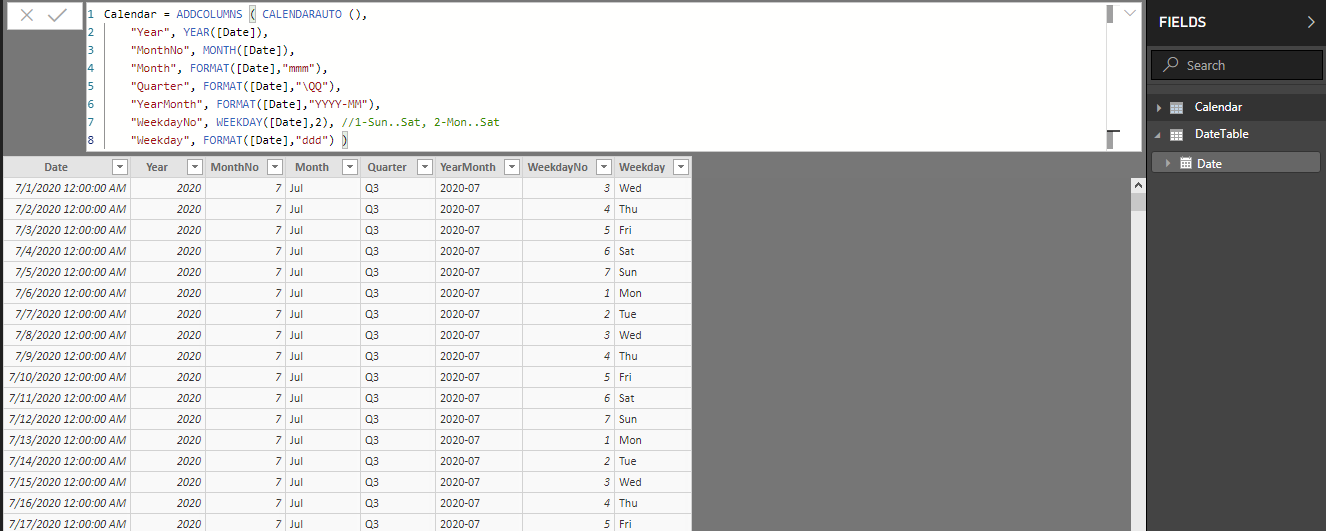 1 Calendar = ADDCOLUMNS ( CALENDARAUTO (),
2 "Year", YEAR([Date]),
3 "MonthNo", MONTH([Date]),
4 "Month", FORMAT([Date],"mmm"),
5 "Quarter", FORMAT([Date],"\QQ"),
6 "YearMonth", FORMAT([Date],"YYYY-MM"),
7 "WeekdayNo", WEEKDAY([Date],2), //1-Sun..Sat, 2-Mon..Sat
8 "Weekday", FORMAT([Date],"ddd") )
Date Year MonthNo Month Quarter YearMonth WeekdayNo Weekday
7/1/2020 12:00:00 AM 2020 7 Jul Q3 2020-07 3 Wed
7/2/2020 12:00:00 AM 2020 7 Jul Q3 2020-07 4 Thu
7/3/2020 12:00:00 AM 2020 7 Jul Q3 2020-07 5 Fri
7/4/2020 12:00:00 AM 2020 7 Jul Q3 2020-07 6 Sat
7/5/2020 12:00:00 AM 2020 7 Jul Q3 2020-07 7 Sun
7/6/2020 12:00:00 AM 2020 7 Jul Q3 2020-07 1 Mon
7/7/2020 12:00:00 AM 2020 7 Jul Q3 2020-07 2 Tue
7/8/2020 12:00:00 AM 2020 7 Jul Q3 2020-07 3 Wed
7/9/2020 12:00:00 AM 2020 7 Jul Q3 2020-07 4 Thu
7/10/2020 12:00:00 AM 2020 7 Jul Q3 2020-07 5 Fri
7/11/2020 12:00:00 AM 2020 7 Jul Q3 2020-07 6 Sat
7/12/2020 12:00:00 AM 2020 7 Jul Q3 2020-07 7 Sun
7/13/2020 12:00:00 AM 2020 7 Jul Q3 2020-07 1 Mon
7/14/2020 12:00:00 AM 2020 7 Jul Q3 2020-07 2 Tue
7/15/2020 12:00:00 AM 2020 7 Jul Q3 2020-07 3 Wed
7/16/2020 12:00:00 AM 2020 7 Jul Q3 2020-07 4 Thu
7/17/2020 12:00:00 AM 2020 7 Jul Q3 2020-07 5 Fri
FIELDS
Search
Calendar
DateTable
Date